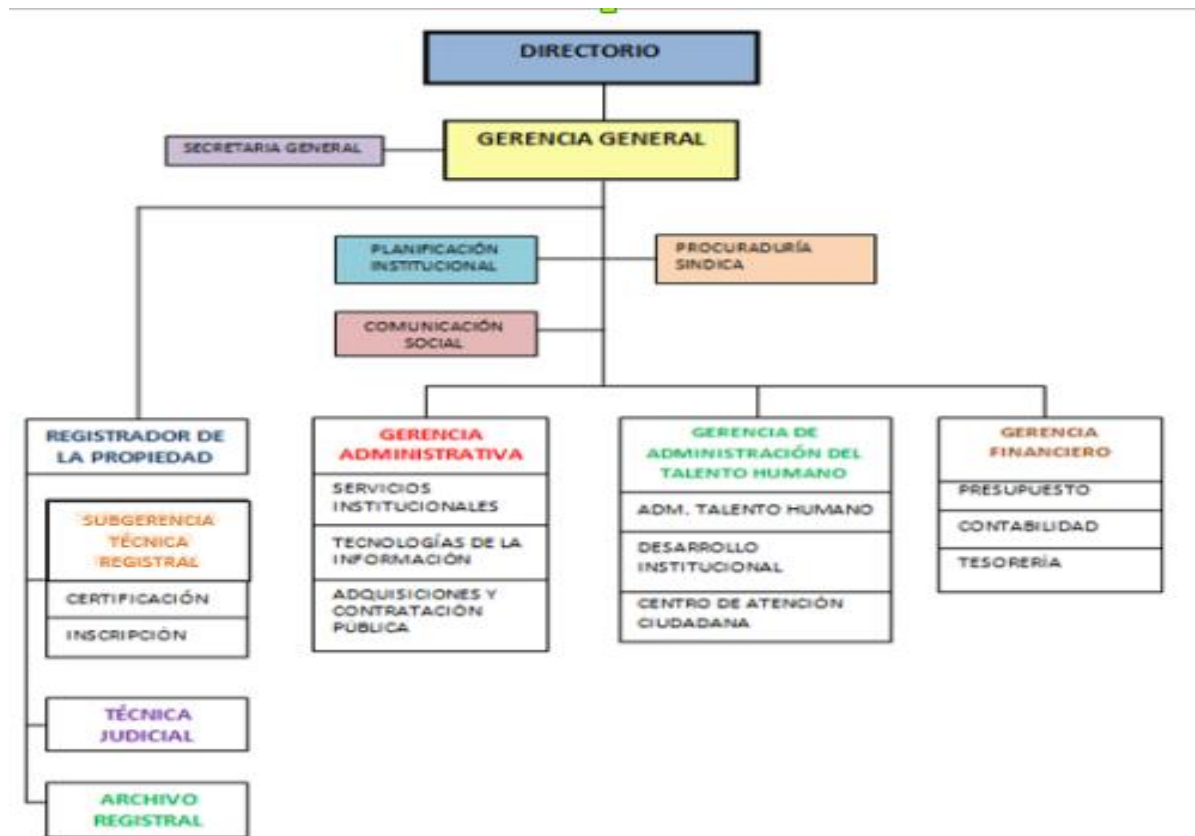 DIRECTORIO
GERENCIA GENERAL
SECRETARIA GENERAL
PLANIFICACIÓN
INSTITUCIONAL
PROCURADURÍA
SINDICA
COMUNICACIÓN
SOCIAL
REGISTRADOR DE
LA PROPIEDAD
SUBGERENCIA
TÉCNICA
REGISTRAL
CERTIFICACIÓN
INSCRIPCIÓN
TÉCNICA
JUDICIAL
ARCHIVO
REGISTRAL
GERENCIA
ADMINISTRATIVA
SERVICIOS
INSTITUCIONALES
TECNOLOGÍAS DE LA
INFORMACIÓN
ADQUISICIONES Y
CONTRATACIÓN
PÚBLICA
GERENCIA DE
ADMINISTRACIÓN DEL
TALENTO HUMANO
ADM. TALENTO HUMANO
DESARROLLO
INSTITUCIONAL
CENTRO DE ATENCIÓN
CIUDADANA
GERENCIA
FINANCIERO
PRESUPUESTO
CONTABILIDAD
TESORERÍA